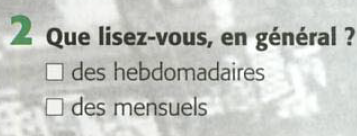 2 Que lisez-vous, en général ?
□ des hebdomadaires
□ des mensuels